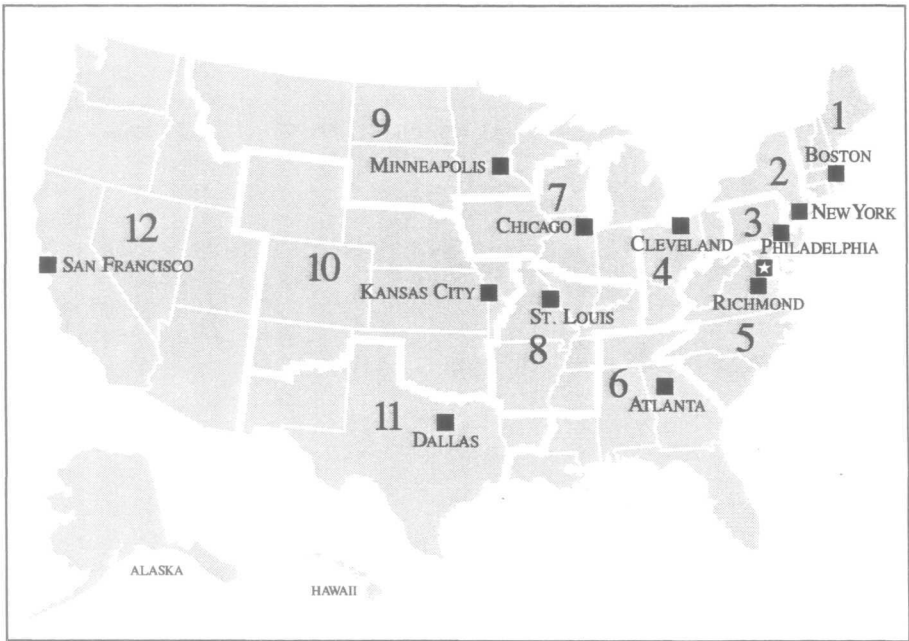 9
1
MINNEAPOLIS
BOSTON
2
7
NEW YORK
12
CHICAGO
3
CLEVELAND
PHILADELPHIA
SAN FRANCISCO
10
4
KANSAS CITY
RICHMOND
ST. LOUIS
5
8
6
ATLANTA
11
DALLAS
ALASKA
HAWAII